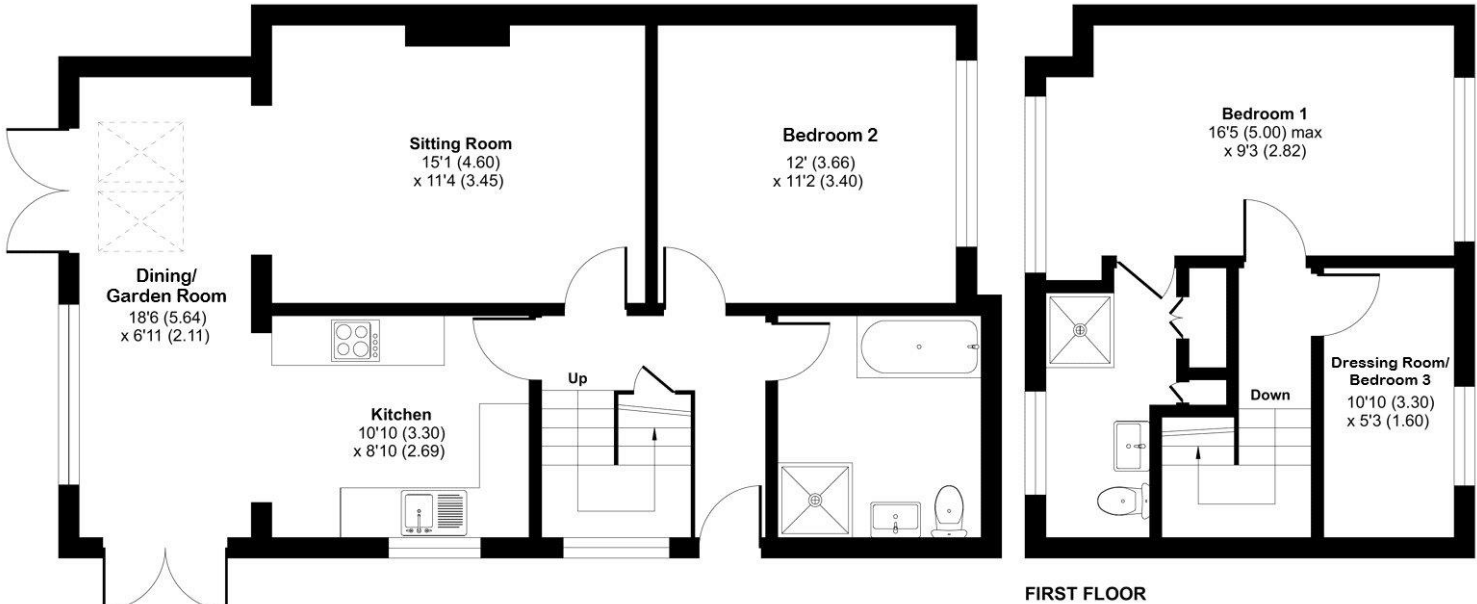 Sitting Room
15'1 (4.60)
x 11'4 (3.45)
Bedroom 2
12' (3.66)
x 11'2 (3.40)
Dining/
Garden Room
18'6 (5.64)
x 6'11 (2.11)
Kitchen
10'10 (3.30)
x 8'10 (2.69)
Up
Bedroom 1
16'5 (5.00) max
x 9'3 (2.82)
Dressing Room/
Bedroom 3
10'10 (3.30)
x 5'3 (1.60)
Down
FIRST FLOOR